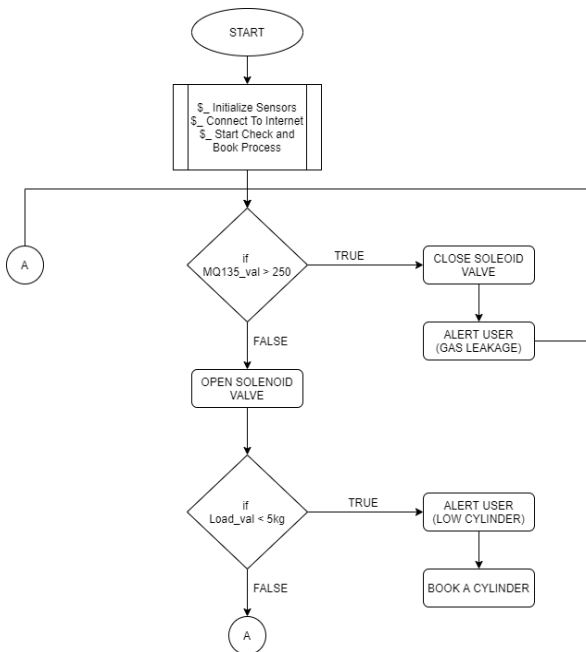 START
$_ Initialize Sensors
$_ Connect To Internet
$_ Start Check and
Book Process
A
if
MQ135_val > 250
TRUE
CLOSE SOLEOID
VALVE
ALERT USER
(GAS LEAKAGE)
FALSE
OPEN SOLENOID
VALVE
if
Load_val < 5kg
TRUE
ALERT USER
(LOW CYLINDER)
BOOK A CYLINDER
FALSE
A